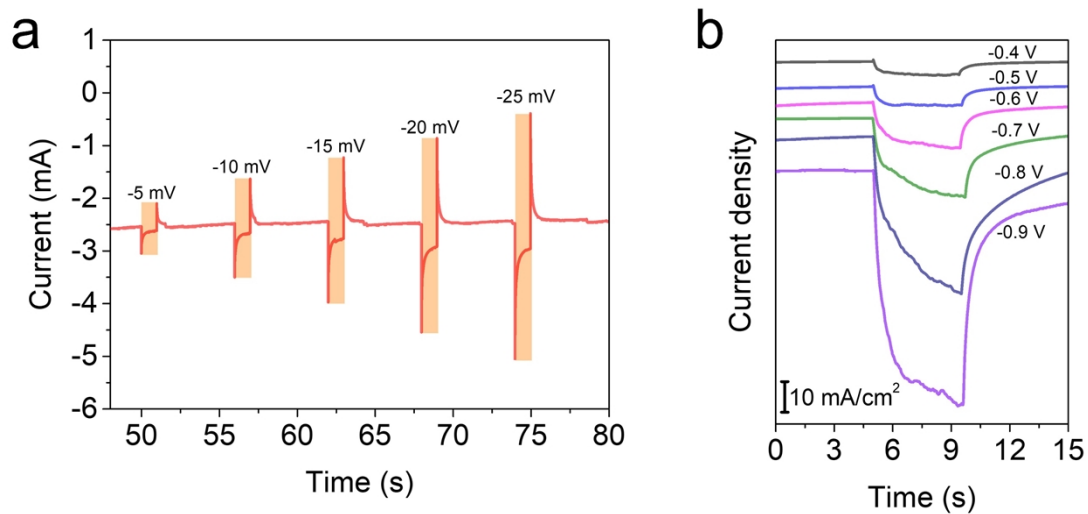 a
1
0
-1
-2
-3
-4
-5
-6
Current (mA)
-5 mV
-10 mV
-15 mV
-20 mV
-25 mV
50
55
60
65
70
75
80
Time (s)
b
Current density
-0.4 V
-0.5 V
-0.6 V
-0.7 V
-0.8 V
-0.9 V
10 mA/cm²
0
3
6
9
12
15
Time (s)